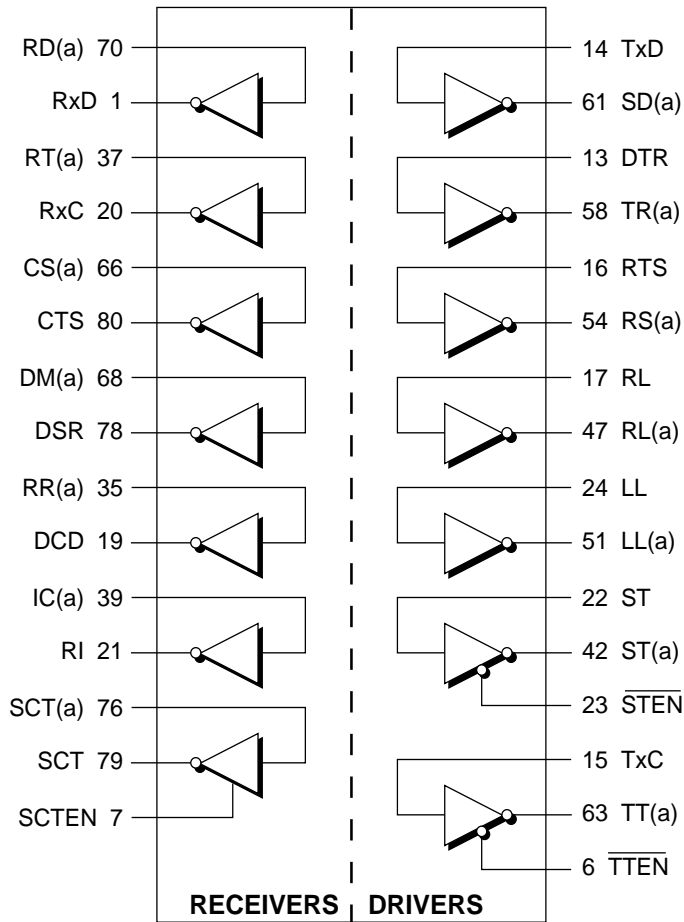 RD(a) 70
RxD 1
RT(a) 37
RxC 20
CS(a) 66
CTS 80
DM(a) 68
DSR 78
RR(a) 35
DCD 19
IC(a) 39
RI 21
SCT(a) 76
SCT 79
SCTEN 7
14 TxD
61 SD(a)
13 DTR
58 TR(a)
16 RTS
54 RS(a)
17 RL
47 RL(a)
24 LL
51 LL(a)
22 ST
42 ST(a)
23 S̅T̅E̅N̅
15 TxC
63 TT(a)
6 T̅T̅E̅N̅
RECEIVERS DRIVERS